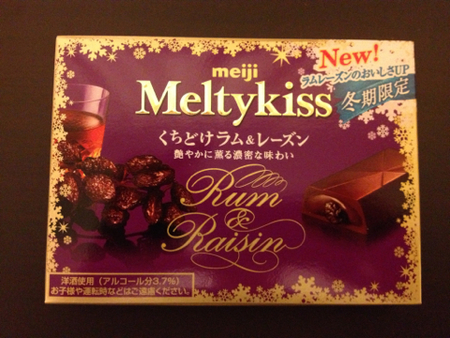 meiji
Meltykiss
New!
ラムレーズンのおいしさUP
冬期限定
くちどけラム&レーズン
艶やかに薫る濃密な味わい
Rum
&
Raisin
洋酒使用(アルコール分3.7%)
お子様や運転時などはご遠慮ください。